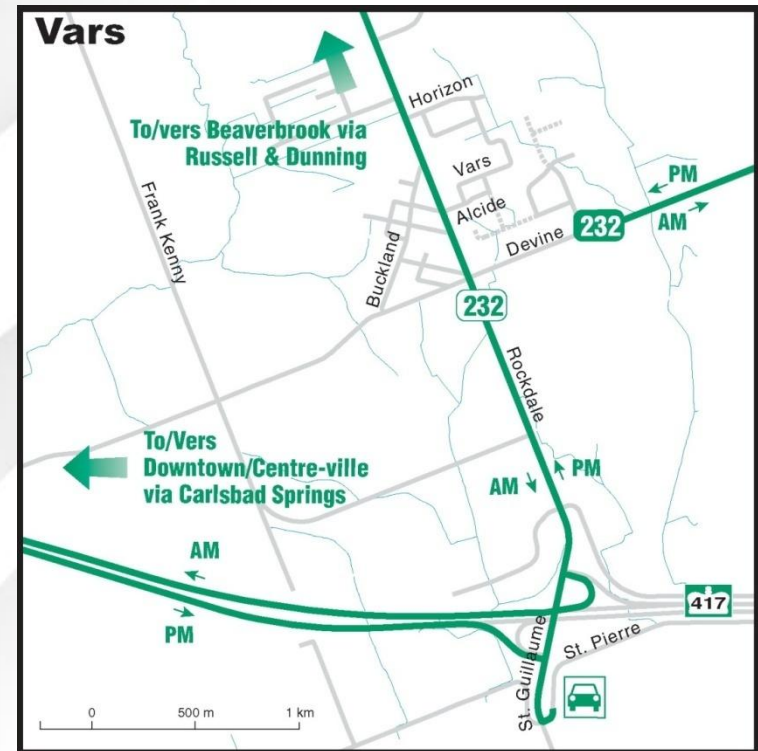 Vars
Horizon
To/vers Beaverbrook via
Russell & Dunning
Vars
PM
Frank Kenny
Alcide
232
AM
Devine
Buckland
232
Rockdale
To/Vers
Downtown/Centre-ville
via Carlsbad Springs
PM
AM
AM
417
PM
St. Guillaume
St. Pierre
0 500 m 1 km